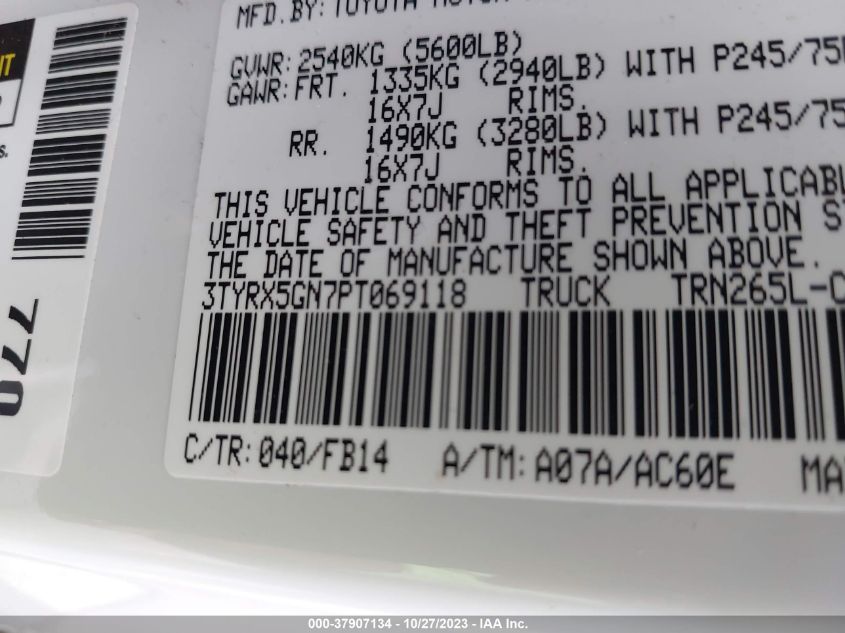 MFD.BY: TOYOTA MOTOR
GVWR: 2540KG (5600LB)
GAWR: FRT. 1335KG (2940LB) WITH P245/75
16X7J RIMS.
RR. 1490KG (3280LB) WITH P245/75
16X7J RIMS.
THIS VEHICLE CONFORMS TO ALL APPLICABL
VEHICLE SAFETY AND THEFT PREVENTION ST
THE DATE OF MANUFACTURE SHOWN ABOVE.
3TYRX5GN7PT069118 TRUCK TRN265L-C
C/TR: 040/FB14 A/TM: A07A/AC60E MA
770
000-37907134 - 10/27/2023 - IAA Inc.